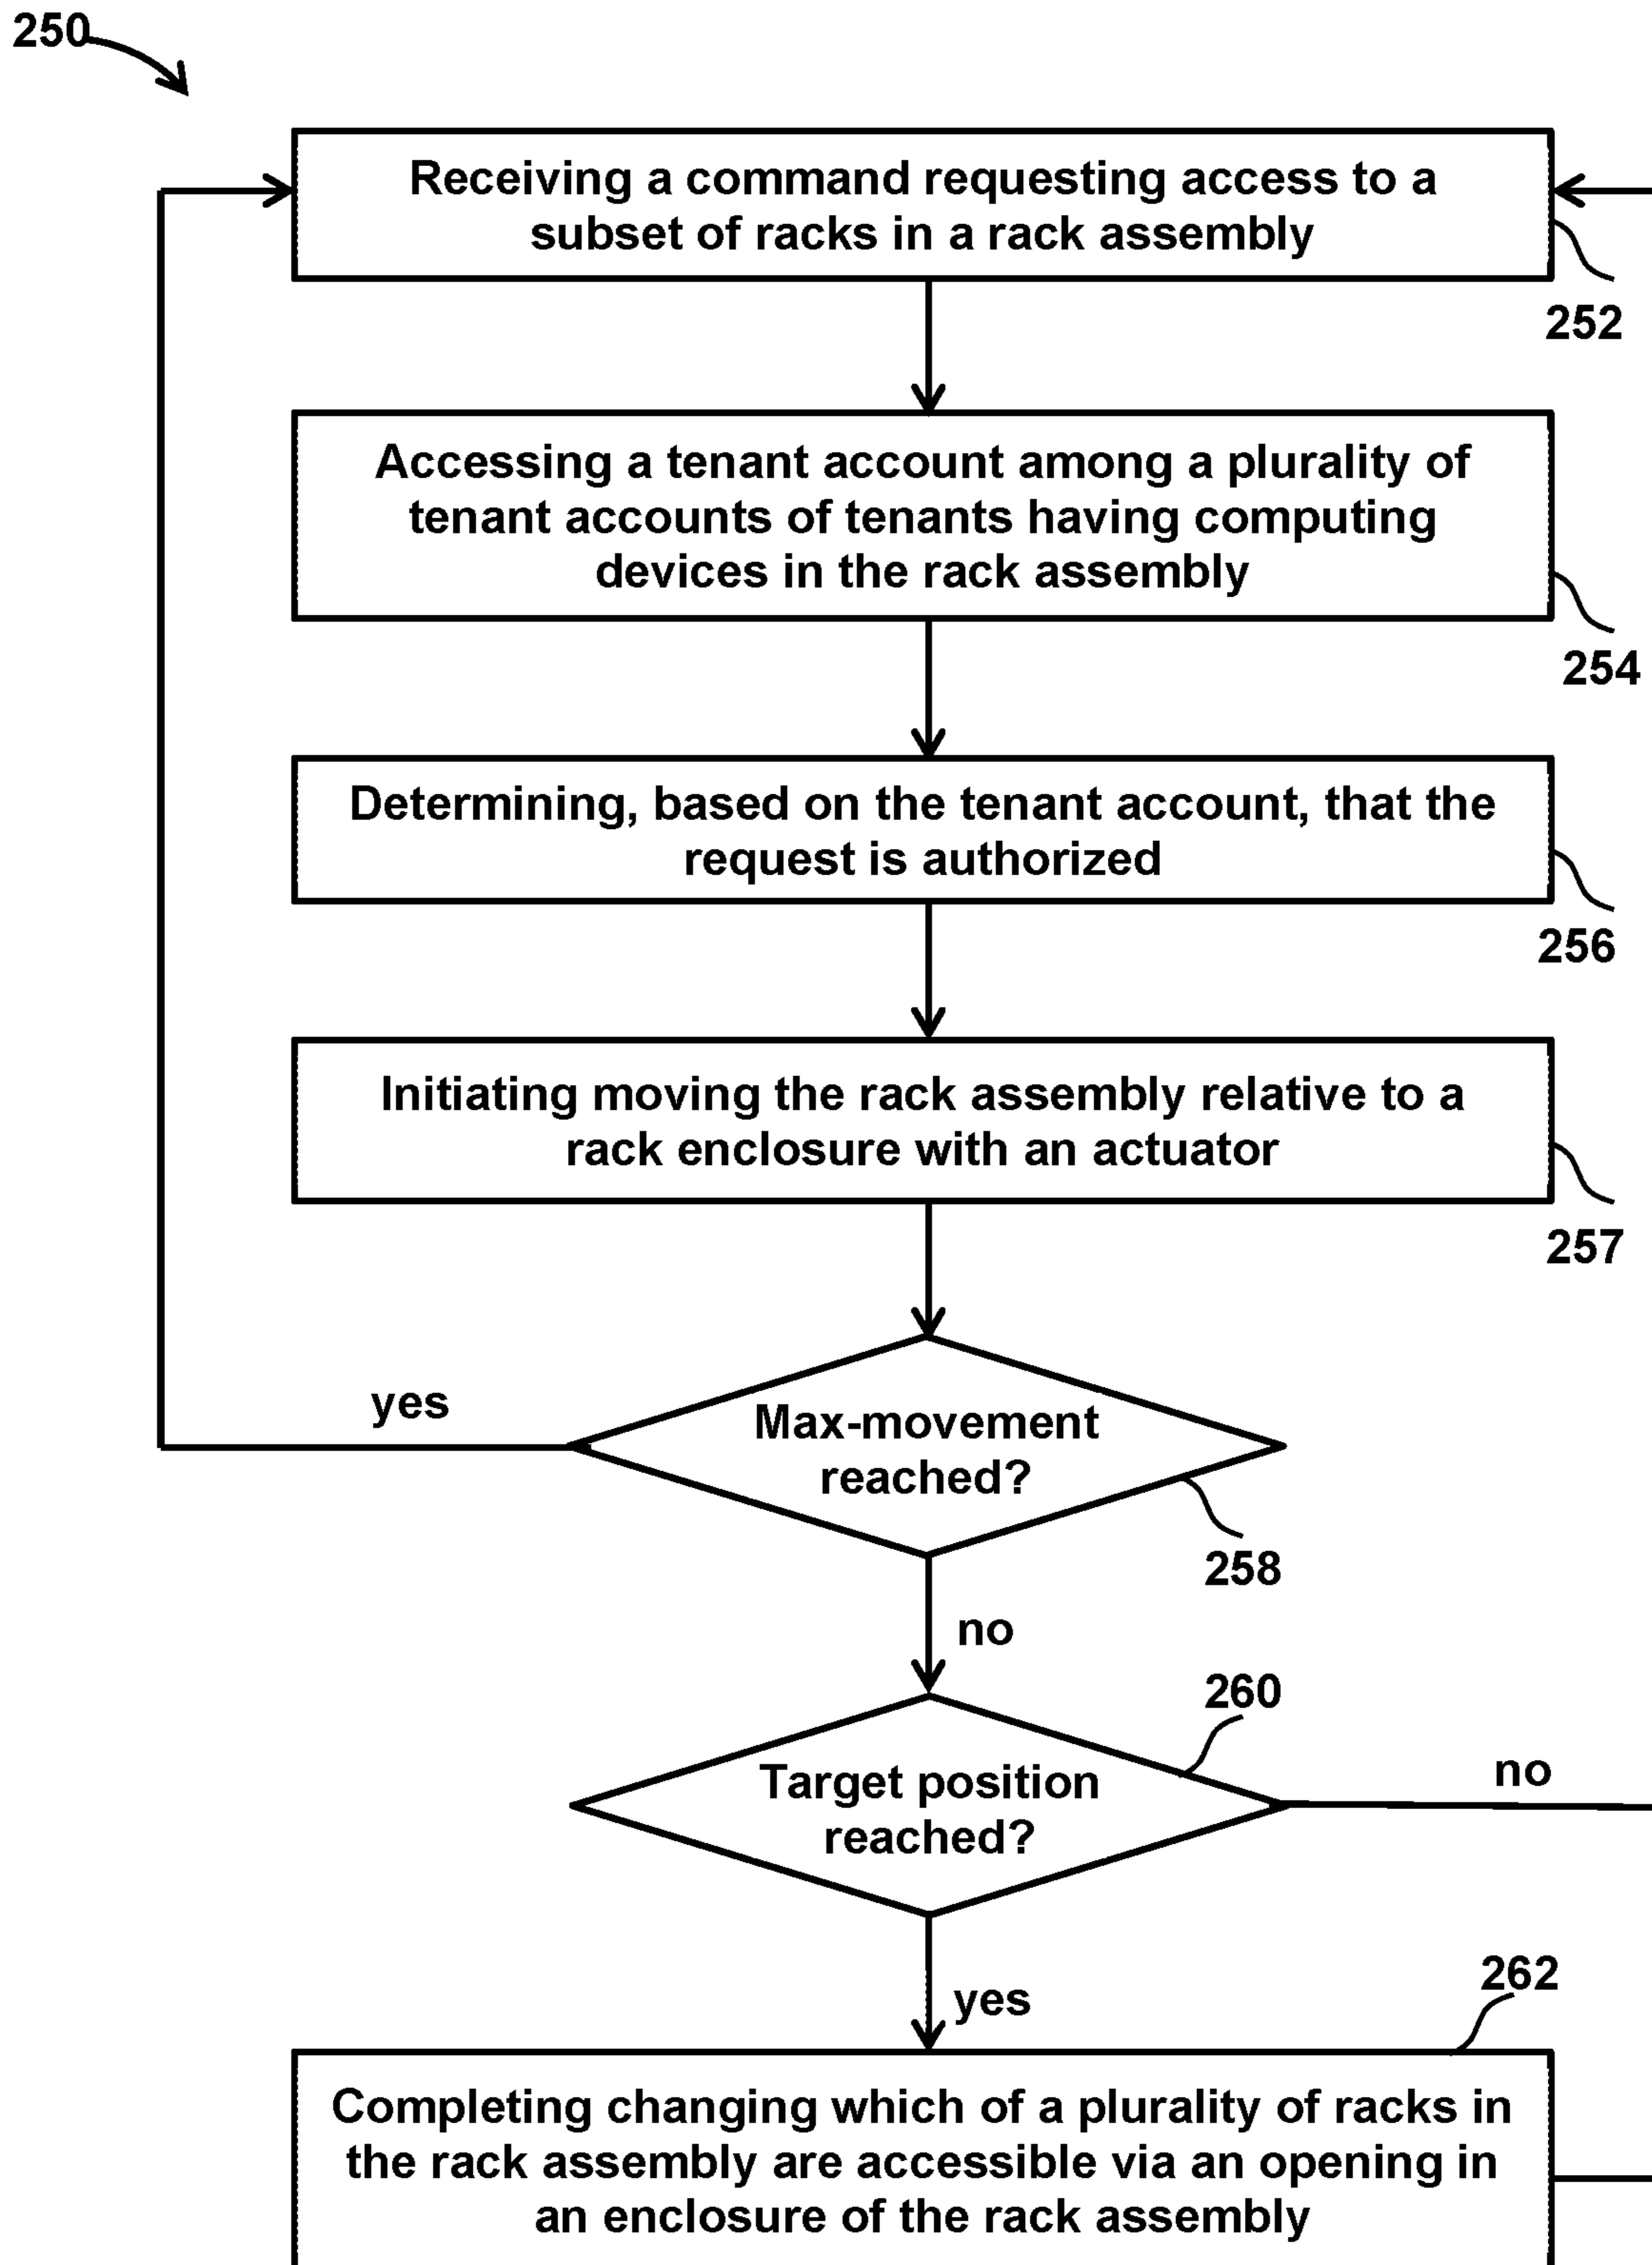 250
Receiving a command requesting access to a
subset of racks in a rack assembly
252
Accessing a tenant account among a plurality of
tenant accounts of tenants having computing
devices in the rack assembly
254
Determining, based on the tenant account, that the
request is authorized
256
Initiating moving the rack assembly relative to a
rack enclosure with an actuator
257
yes
Max-movement
reached?
258
no
260
Target position
reached?
no
yes
262
Completing changing which of a plurality of racks in
the rack assembly are accessible via an opening in
an enclosure of the rack assembly